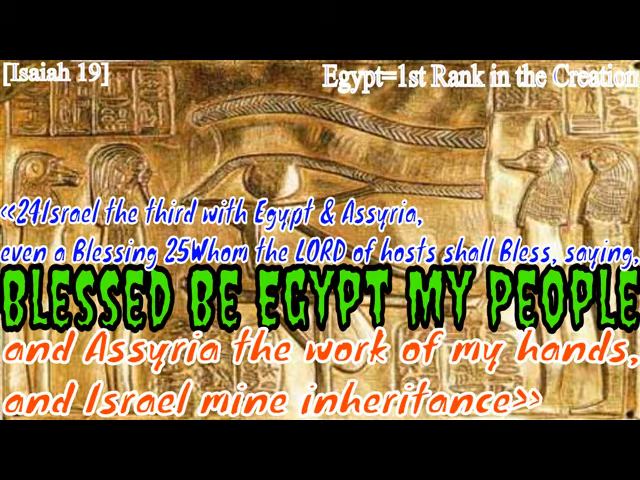 [Isaiah 19]
Egypt=1st Rank in the Creation
«24Israel the third with Egypt & Assyria,
even a Blessing 25Whom the LORD of hosts shall Bless, saying,
BLESSED BE EGYPT MY PEOPLE
and Assyria the work of my hands,
and Israel mine inheritance»